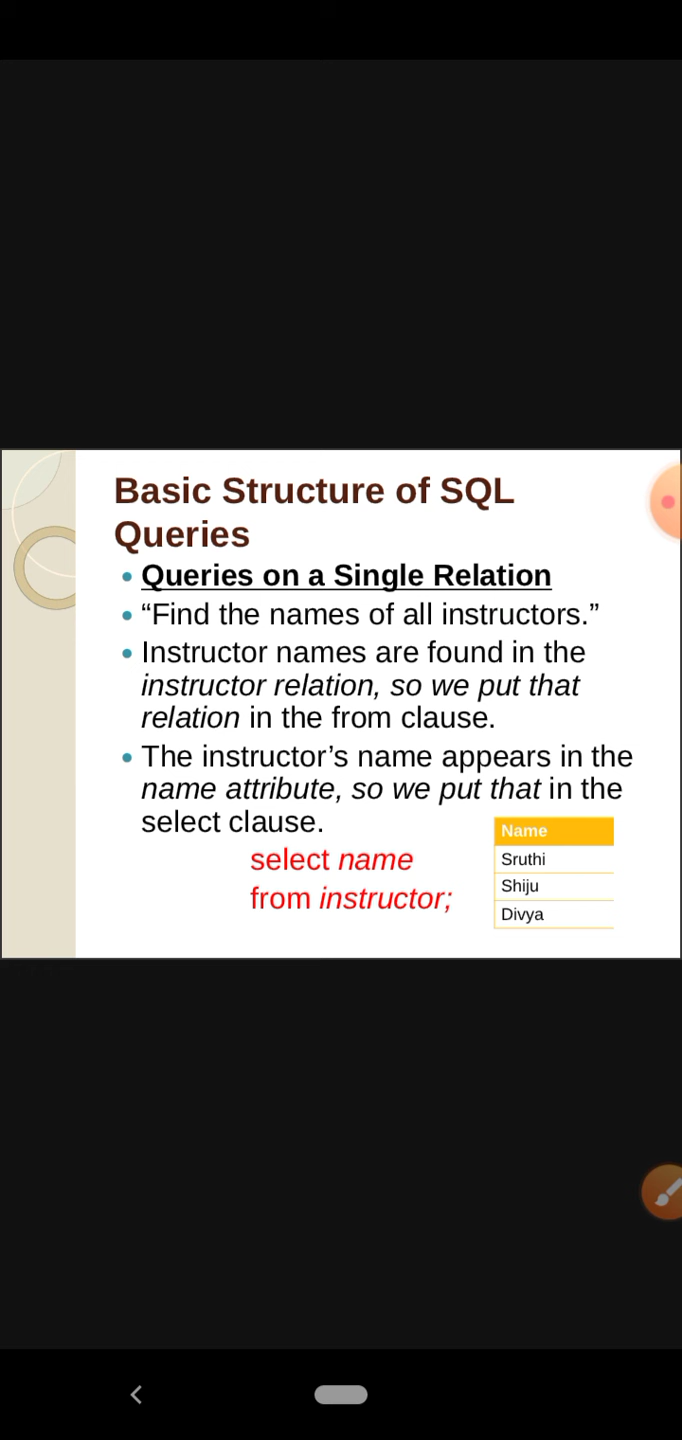 Basic Structure of SQL
Queries
• Queries on a Single Relation
• “Find the names of all instructors.”
• Instructor names are found in the
instructor relation, so we put that
relation in the from clause.
• The instructor’s name appears in the
name attribute, so we put that in the
select clause.
select name
from instructor;
Name
Sruthi
Shiju
Divya